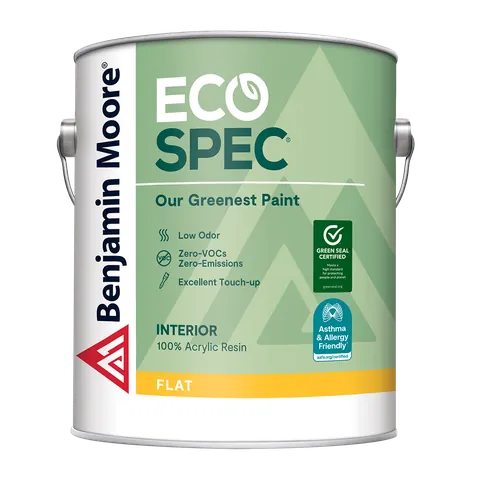 Benjamin Moore®
ECO
SPEC®
Our Greenest Paint
Low Odor
Zero-VOCs
Zero-Emissions
Excellent Touch-up
GREEN SEAL
CERTIFIED
INTERIOR
100% Acrylic Resin
Asthma
& Allergy
Friendly
FLAT